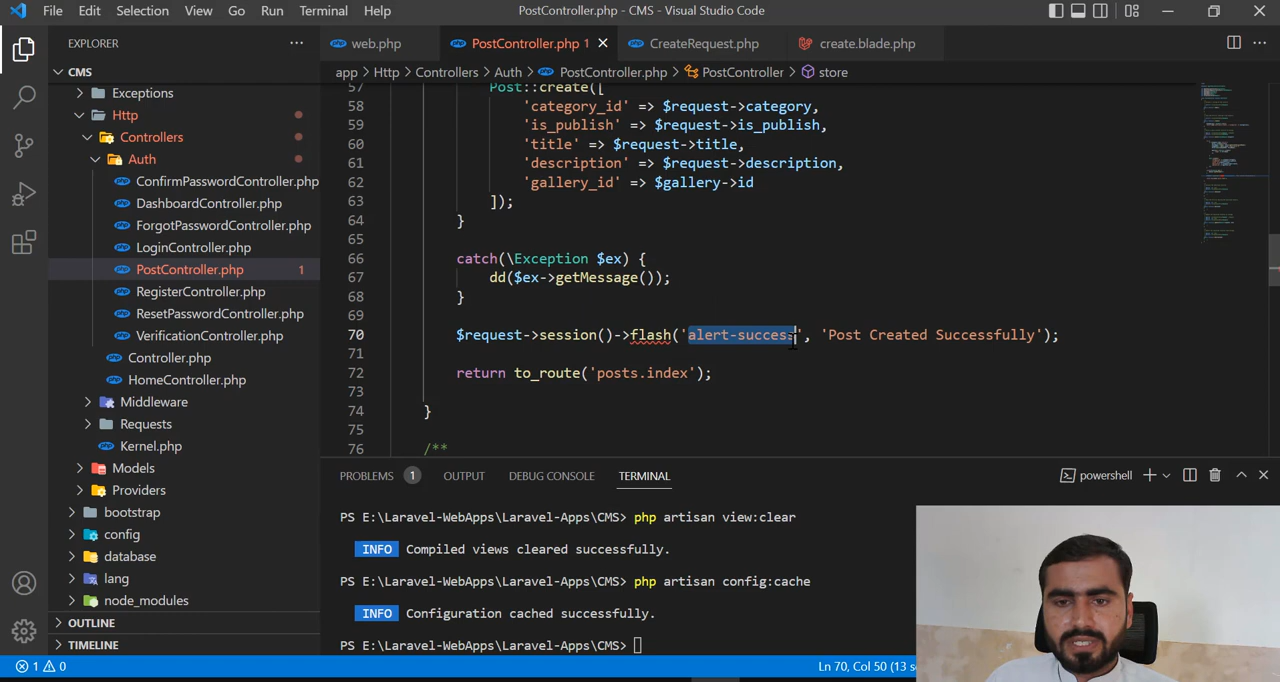 File Edit Selection View Go Run Terminal Help PostController.php - CMS - Visual Studio Code
EXPLORER
web.php PostController.php 1 CreateRequest.php create.blade.php
CMS
app > Http > Controllers > Auth > PostController.php > PostController > store
Exceptions
Http
Controllers
Auth
ConfirmPasswordController.php
DashboardController.php
ForgotPasswordController.php
LoginController.php
PostController.php 1
RegisterController.php
ResetPasswordController.php
VerificationController.php
Controller.php
HomeController.php
Middleware
Requests
Kernel.php
Models
Providers
bootstrap
config
database
lang
node_modules
OUTLINE
TIMELINE
57 Post::create([
58 'category_id' => $request->category,
59 'is_publish' => $request->is_publish,
60 'title' => $request->title,
61 'description' => $request->description,
62 'gallery_id' => $gallery->id
63 ]);
64 }
65
66 catch(\Exception $ex) {
67 dd($ex->getMessage());
68 }
69
70 $request->session()->flash('alert-success', 'Post Created Successfully');
71
72 return to_route('posts.index');
73
74 }
75
76 /**
PROBLEMS 1 OUTPUT DEBUG CONSOLE TERMINAL powershell
PS E:\Laravel-WebApps\Laravel-Apps\CMS> php artisan view:clear
INFO Compiled views cleared successfully.
PS E:\Laravel-WebApps\Laravel-Apps\CMS> php artisan config:cache
INFO Configuration cached successfully.
PS E:\Laravel-WebApps\Laravel-Apps\CMS>
1 0 Ln 70, Col 50 (13 se